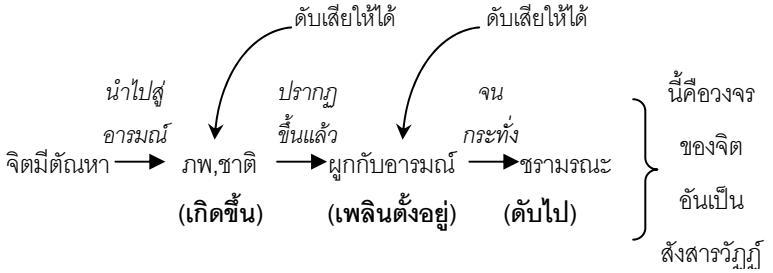 ดับเสียให้ได้ ดับเสียให้ได้
นำไปสู่ ปรากฏ จน นี้คือวงจร
อารมณ์ ขึ้นแล้ว กระทั่ง
ของจิต
จิตมีตัณหา ภพ,ชาติ ผูกกับอารมณ์ ชรามรณะ
อันเป็น
(เกิดขึ้น) (เพลินตั้งอยู่) (ดับไป)
สังสารวัฏฏ์